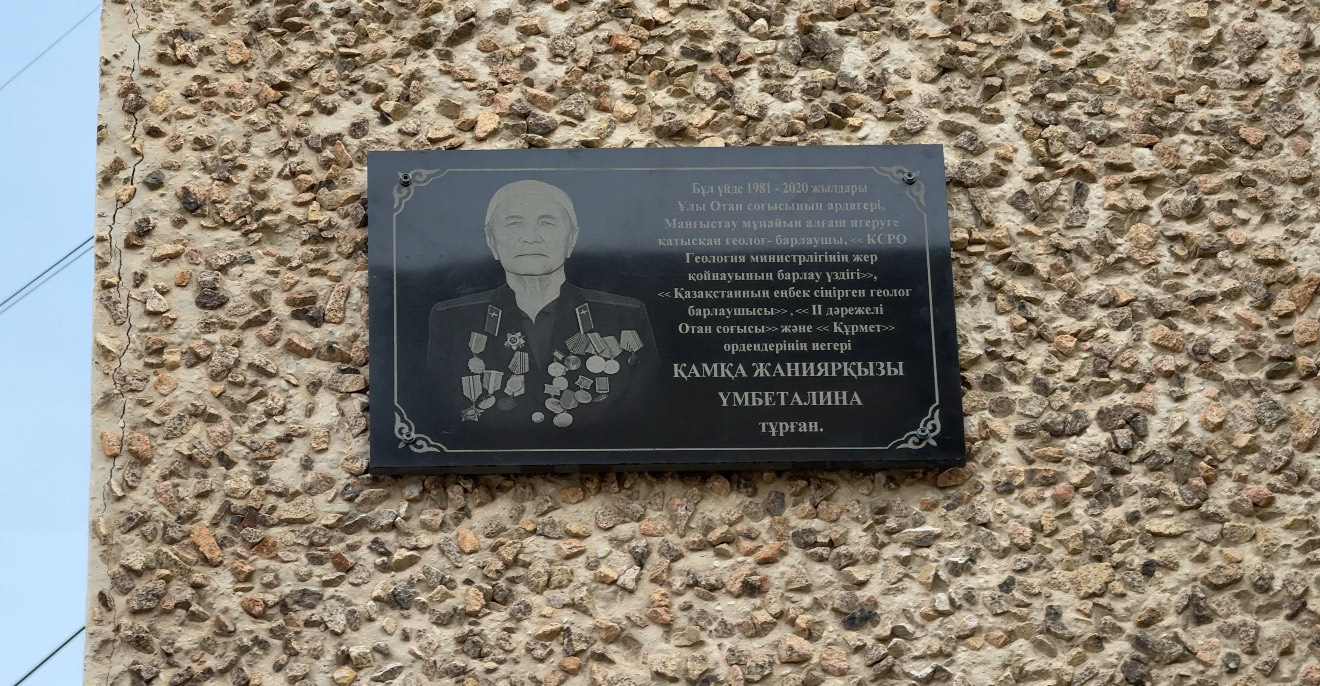 Бұл үйде 1981 - 2020 жылдары
Ұлы Отан соғысының ардагері,
Манғыстау мұнайын алғаш игеруге
қатысқан геолог- барлаушы, << КСРО
Геология министрлігінің жер
қойнауының барлау үздігі>>,
<< Қазақстанның еңбек сіңірген геолог
барлаушысы>> , << II дәрежелі
Отан соғысы>> және << Құрмет>>
ордендерінің иегері
ҚАМҚА ЖАНИЯРҚЫЗЫ
ҮМБЕТАЛИНА
тұрған.